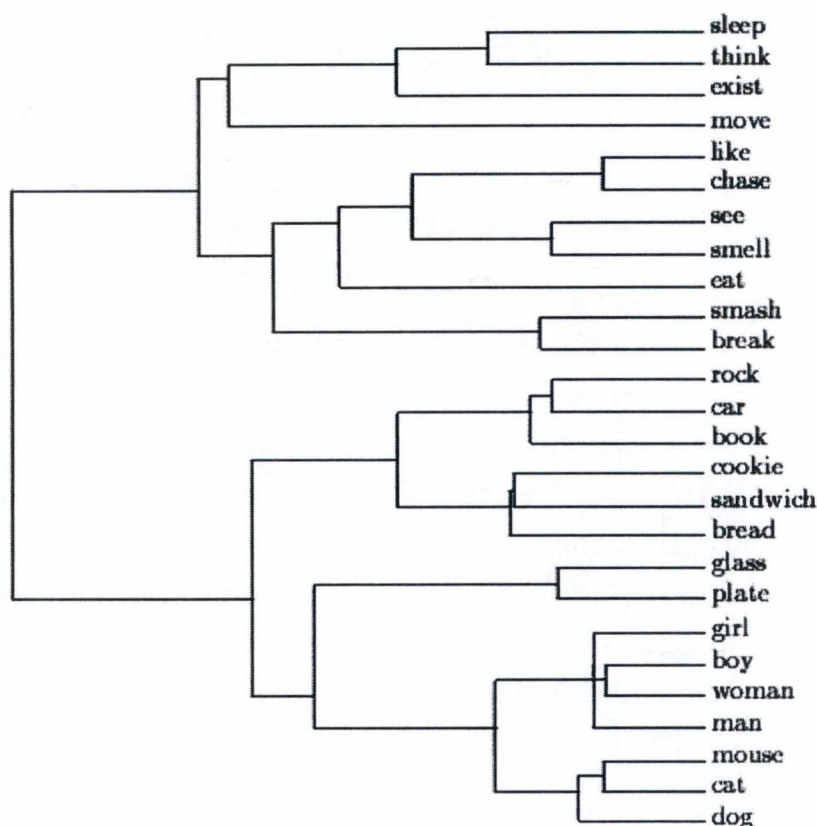 sleep
think
exist
move
like
chase
see
smell
eat
smash
break
rock
car
book
cookie
sandwich
bread
glass
plate
girl
boy
woman
man
mouse
cat
dog